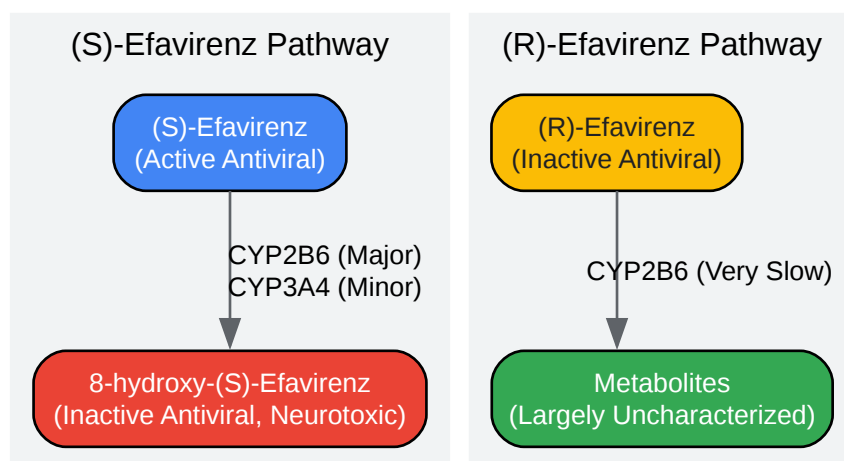 (S)-Efavirenz Pathway
(S)-Efavirenz
(Active Antiviral)
CYP2B6 (Major)
CYP3A4 (Minor)
8-hydroxy-(S)-Efavirenz
(Inactive Antiviral, Neurotoxic)
(R)-Efavirenz Pathway
(R)-Efavirenz
(Inactive Antiviral)
CYP2B6 (Very Slow)
Metabolites
(Largely Uncharacterized)